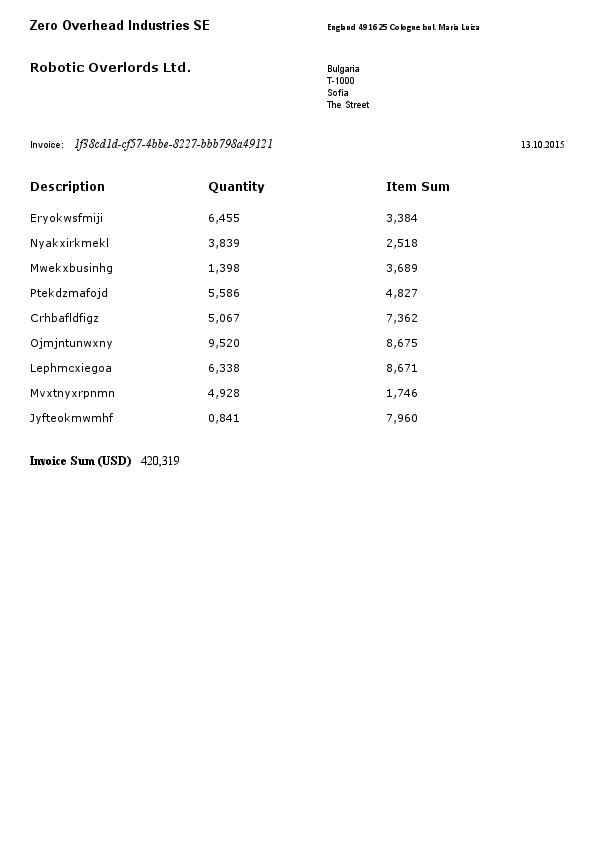 Zero Overhead Industries SE England 491625 Cologne bul. Maria Luiza
Robotic Overlords Ltd. Bulgaria
T-1000
Sofia
The Street
Invoice: 1f38cd1d-cf57-4bbe-8227-bbb798a49121 13.10.2015
Description Quantity Item Sum
Eryokwsfmiji 6,455 3,384
Nyakxirkmekl 3,839 2,518
Mwekxbusinhg 1,398 3,689
Ptekdzmafojd 5,586 4,827
Crhbafldfigz 5,067 7,362
Ojmjntunwxny 9,520 8,675
Lephmcxiegoa 6,338 8,671
Mvxtnyxrpnmn 4,928 1,746
Jyfteokmwmhf 0,841 7,960
Invoice Sum (USD) 420,319